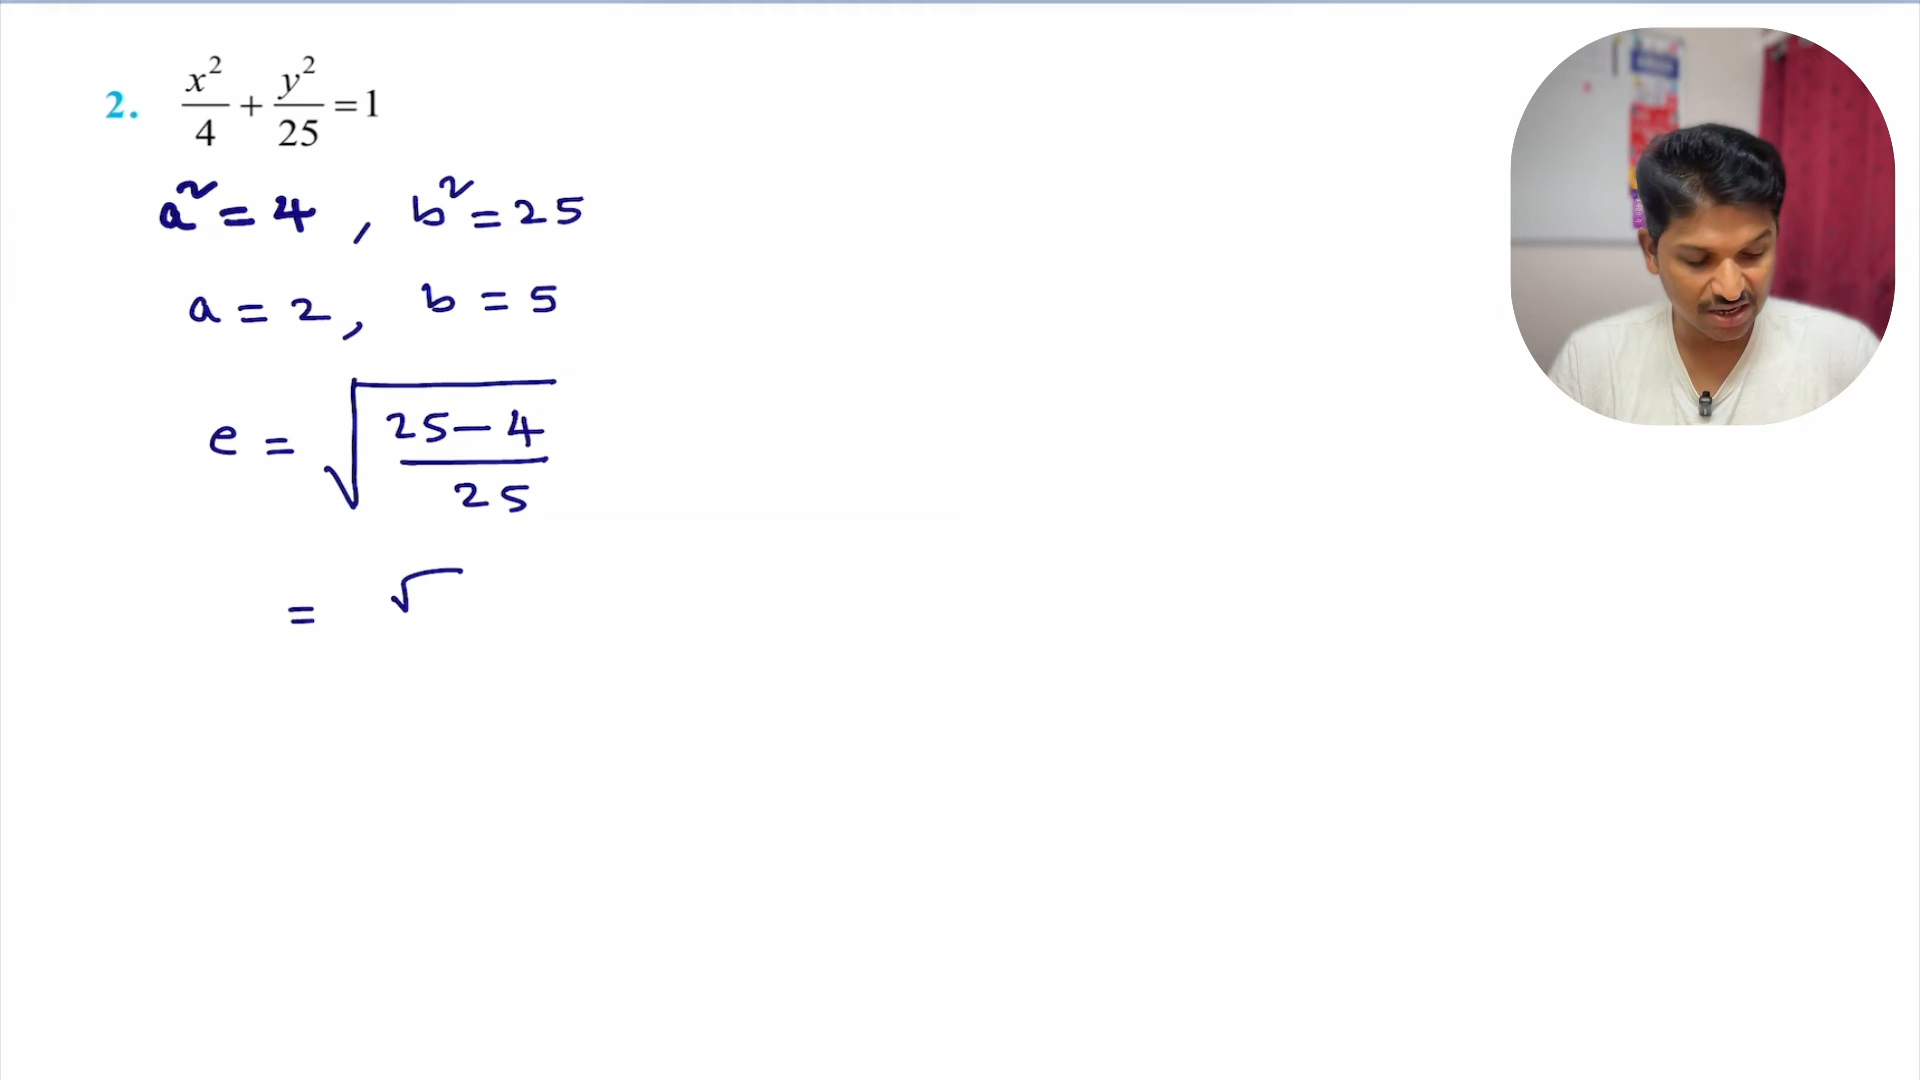 2. x²/4 + y²/25 = 1
a² = 4 , b² = 25
a = 2 , b = 5
e = √((25 − 4)/25)
= √